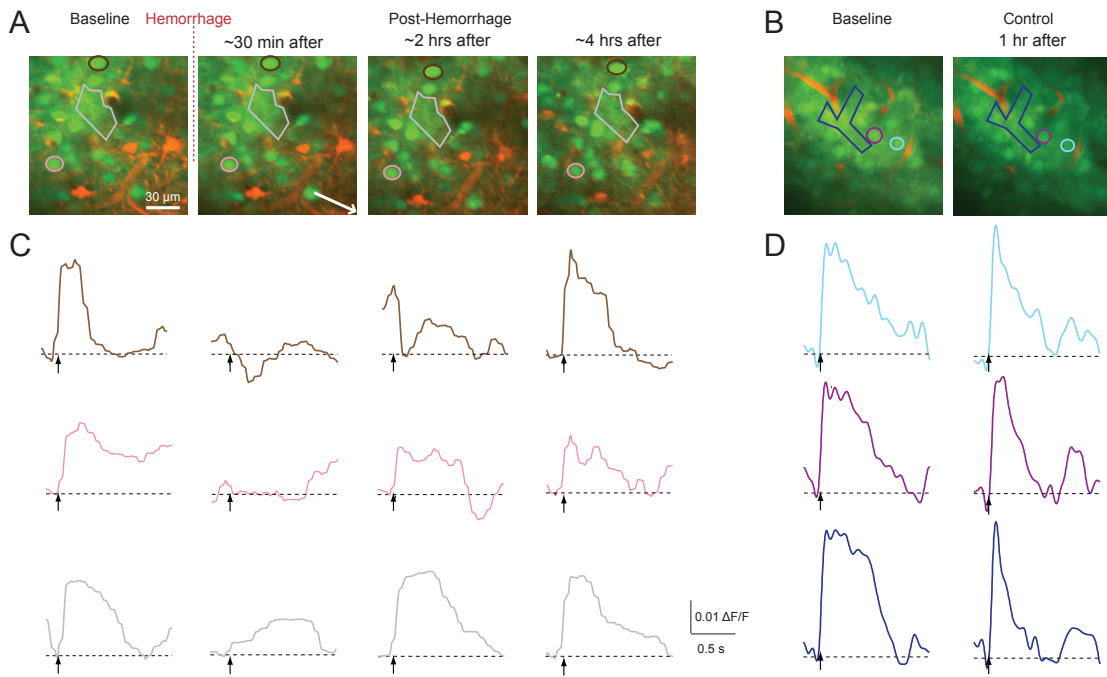 A
Baseline
Hemorrhage
Post-Hemorrhage
~30 min after
~2 hrs after
~4 hrs after
30 µm
B
Baseline
Control
1 hr after
C
0.01 ΔF/F
0.5 s
D